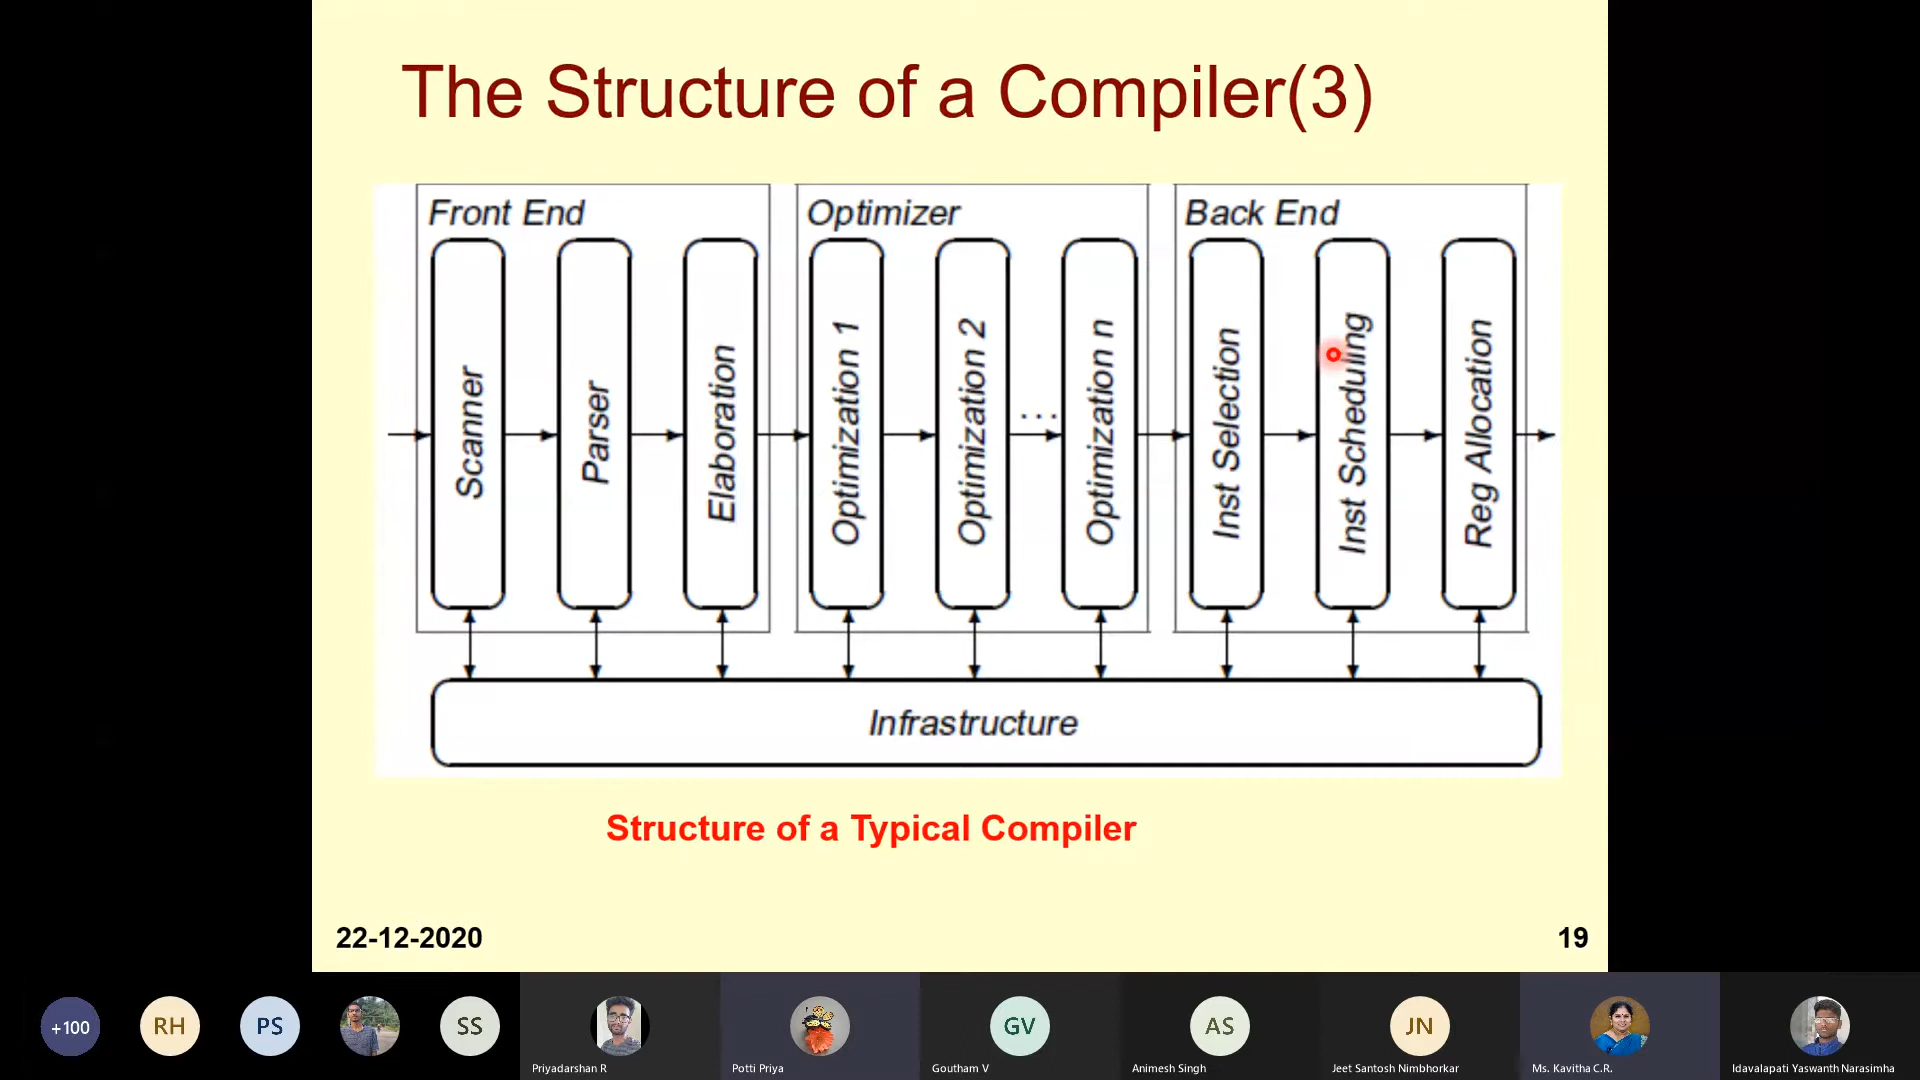 The Structure of a Compiler(3)
Front End
Optimizer
Back End
Scanner
Parser
Elaboration
Optimization 1
Optimization 2
...
Optimization n
Inst Selection
Inst Scheduling
Reg Allocation
Infrastructure
Structure of a Typical Compiler
22-12-2020
19
+100
RH
PS
SS
GV
AS
JN
Priyadarshan R
Potti Priya
Goutham V
Animesh Singh
Jeet Santosh Nimbhorkar
Ms. Kavitha C.R.
Idavalapati Yaswanth Narasimha